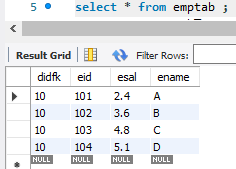 5 select * from emptab ;
Result Grid Filter Rows:
didfk eid esal ename
10 101 2.4 A
10 102 3.6 B
10 103 4.8 C
10 104 5.1 D
NULL NULL NULL NULL